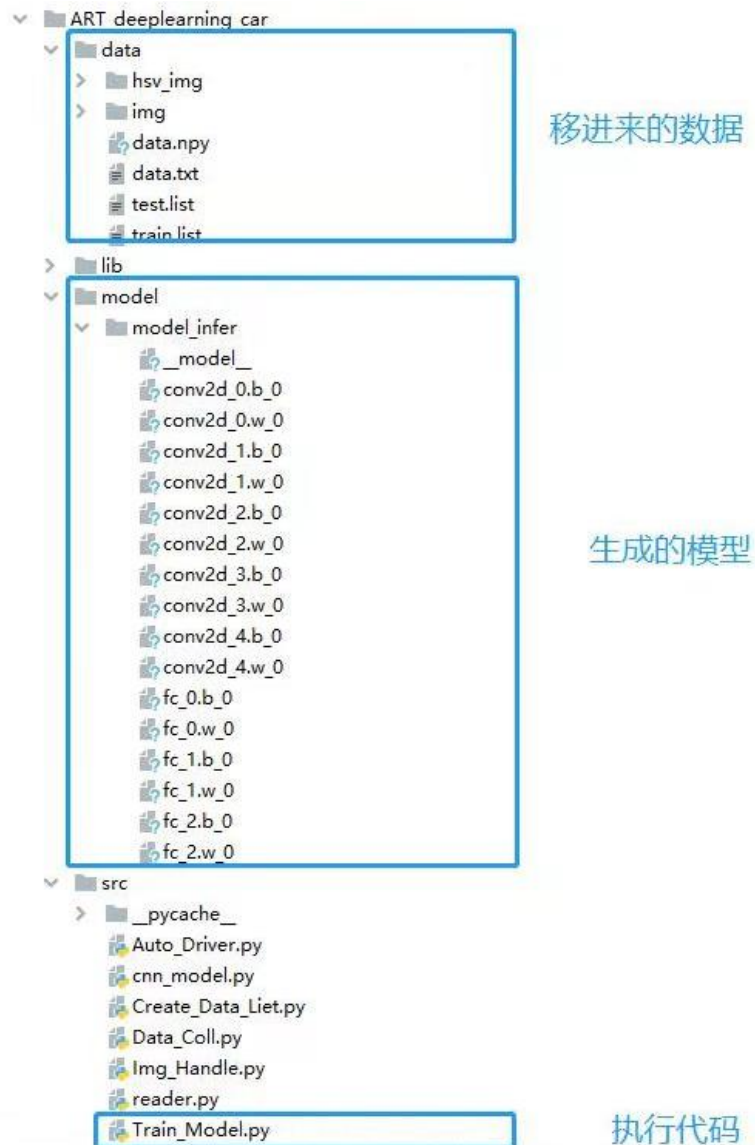 ART_deeplearning_car
data
hsv_img
img
data.npy
data.txt
test.list
train.list
移进来的数据
lib
model
model_infer
__model__
conv2d_0.b_0
conv2d_0.w_0
conv2d_1.b_0
conv2d_1.w_0
conv2d_2.b_0
conv2d_2.w_0
conv2d_3.b_0
conv2d_3.w_0
conv2d_4.b_0
conv2d_4.w_0
fc_0.b_0
fc_0.w_0
fc_1.b_0
fc_1.w_0
fc_2.b_0
fc_2.w_0
生成的模型
src
__pycache__
Auto_Driver.py
cnn_model.py
Create_Data_Liet.py
Data_Coll.py
Img_Handle.py
reader.py
Train_Model.py
执行代码